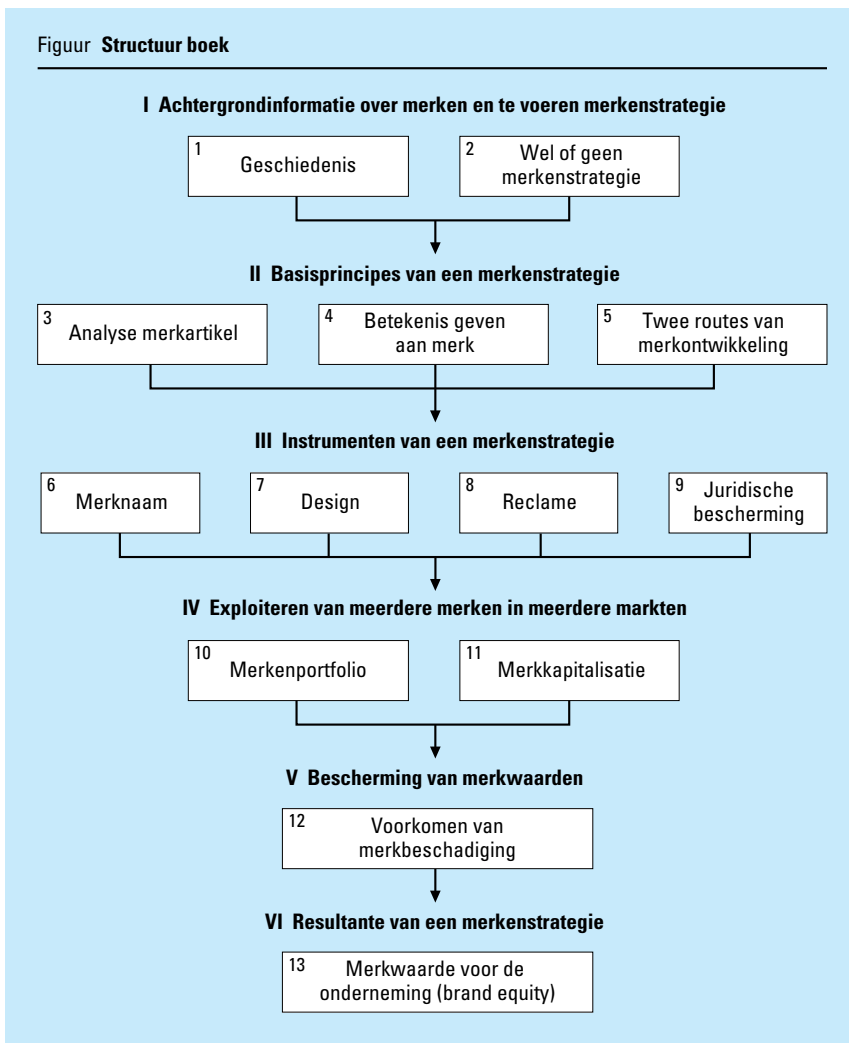 Figuur Structuur boek
I Achtergrondinformatie over merken en te voeren merkenstrategie
1
Geschiedenis
2
Wel of geen
merkenstrategie
II Basisprincipes van een merkenstrategie
3
Analyse merkartikel
4
Betekenis geven
aan merk
5
Twee routes van
merkontwikkeling
III Instrumenten van een merkenstrategie
6
Merknaam
7
Design
8
Reclame
9
Juridische
bescherming
IV Exploiteren van meerdere merken in meerdere markten
10
Merkenportfolio
11
Merkkapitalisatie
V Bescherming van merkwaarden
12
Voorkomen van
merkbeschadiging
VI Resultante van een merkenstrategie
13
Merkwaarde voor de
onderneming (brand equity)